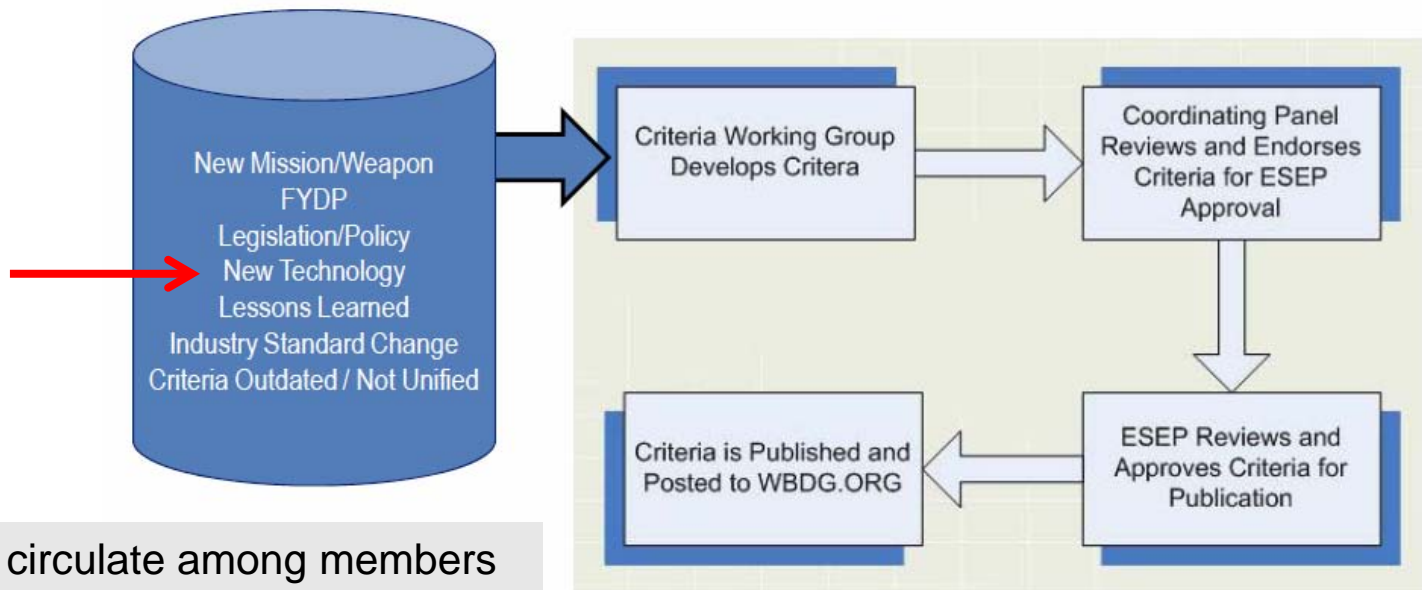 New Mission/Weapon
FYDP
Legislation/Policy
New Technology
Lessons Learned
Industry Standard Change
Criteria Outdated / Not Unified
Criteria Working Group
Develops Critera
Coordinating Panel
Reviews and Endorses
Criteria for ESEP
Approval
ESEP Reviews and
Approves Criteria for
Publication
Criteria is Published and
Posted to WBDG.ORG
circulate among members